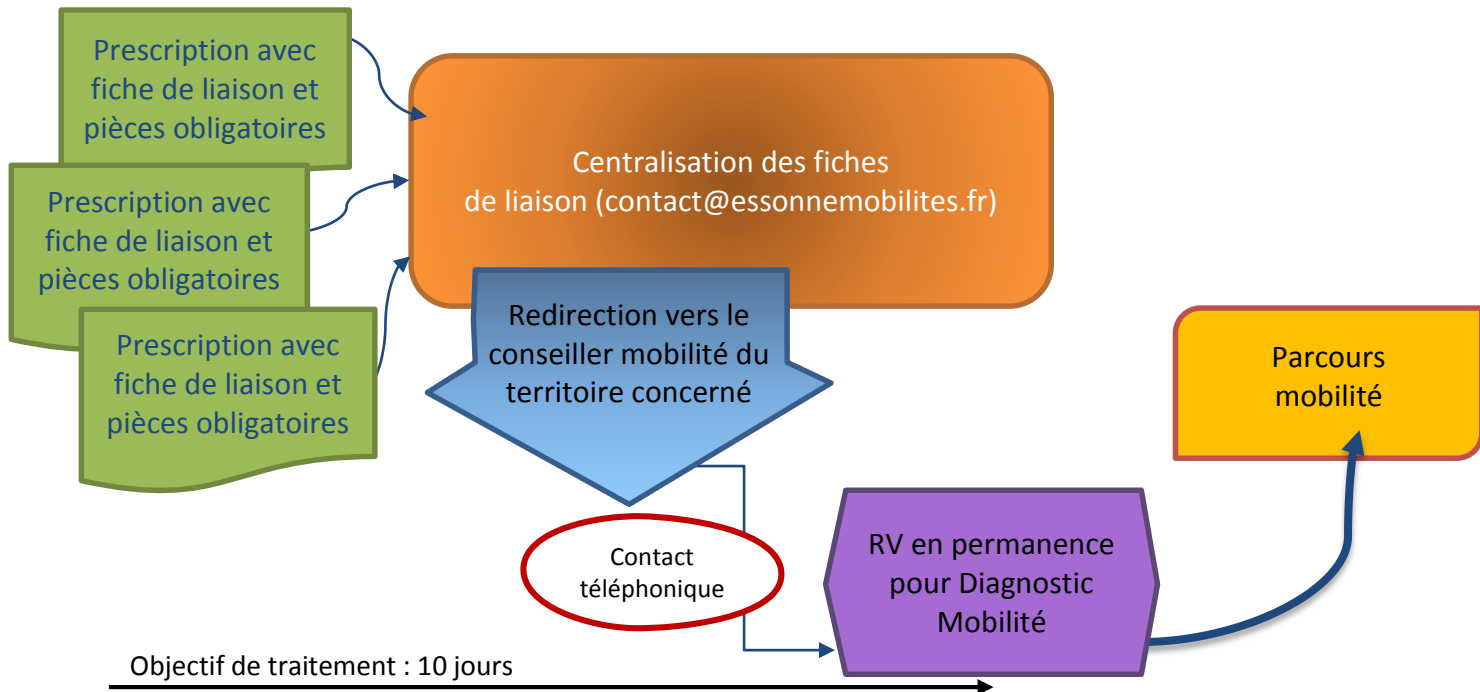 Prescription avec
fiche de liaison et
pièces obligatoires
Prescription avec
fiche de liaison et
pièces obligatoires
Prescription avec
fiche de liaison et
pièces obligatoires
Centralisation des fiches
de liaison (contact@essonnemobilites.fr)
Redirection vers le
conseiller mobilité du
territoire concerné
Contact
téléphonique
RV en permanence
pour Diagnostic
Mobilité
Parcours
mobilité
Objectif de traitement : 10 jours